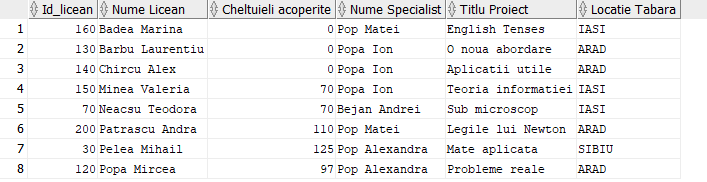 Id_licean Nume Licean Cheltuieli acoperite Nume Specialist Titlu Proiect Locatie Tabara
1 160 Badea Marina 0 Pop Matei English Tenses IASI
2 130 Barbu Laurentiu 0 Popa Ion O noua abordare ARAD
3 140 Chircu Alex 0 Popa Ion Aplicatii utile ARAD
4 150 Minea Valeria 70 Popa Ion Teoria informatiei IASI
5 70 Neacsu Teodora 70 Bejan Andrei Sub microscop IASI
6 200 Patrascu Andra 110 Pop Matei Legile lui Newton ARAD
7 30 Pelea Mihail 125 Pop Alexandra Mate aplicata SIBIU
8 120 Popa Mircea 97 Pop Alexandra Probleme reale ARAD